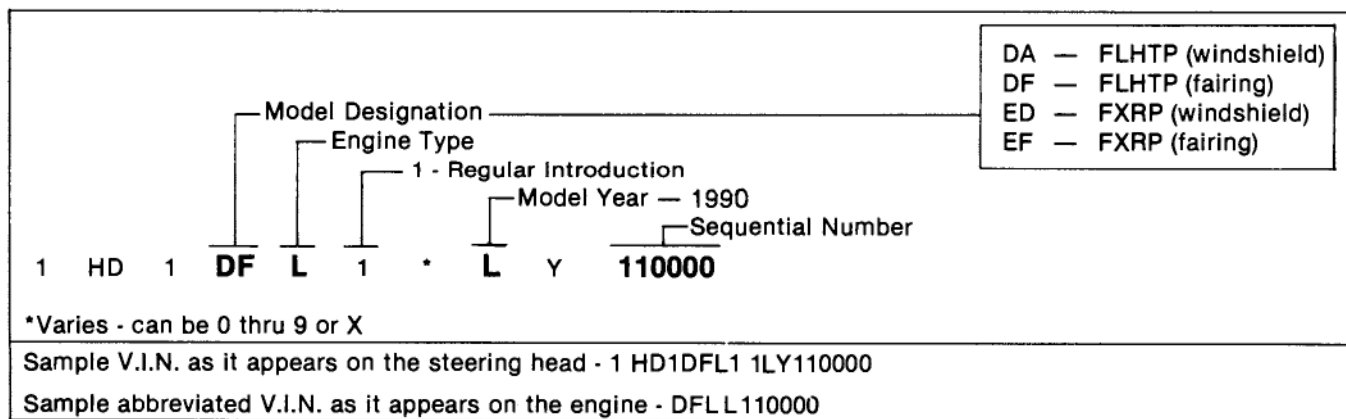 DA — FLHTP (windshield)
DF — FLHTP (fairing)
ED — FXRP (windshield)
EF — FXRP (fairing)
Model Designation
Engine Type
1 - Regular Introduction
Model Year — 1990
Sequential Number
1 HD 1 DF L 1 * L Y 110000
*Varies - can be 0 thru 9 or X
Sample V.I.N. as it appears on the steering head - 1 HD1DFL1 1LY110000
Sample abbreviated V.I.N. as it appears on the engine - DFLL110000